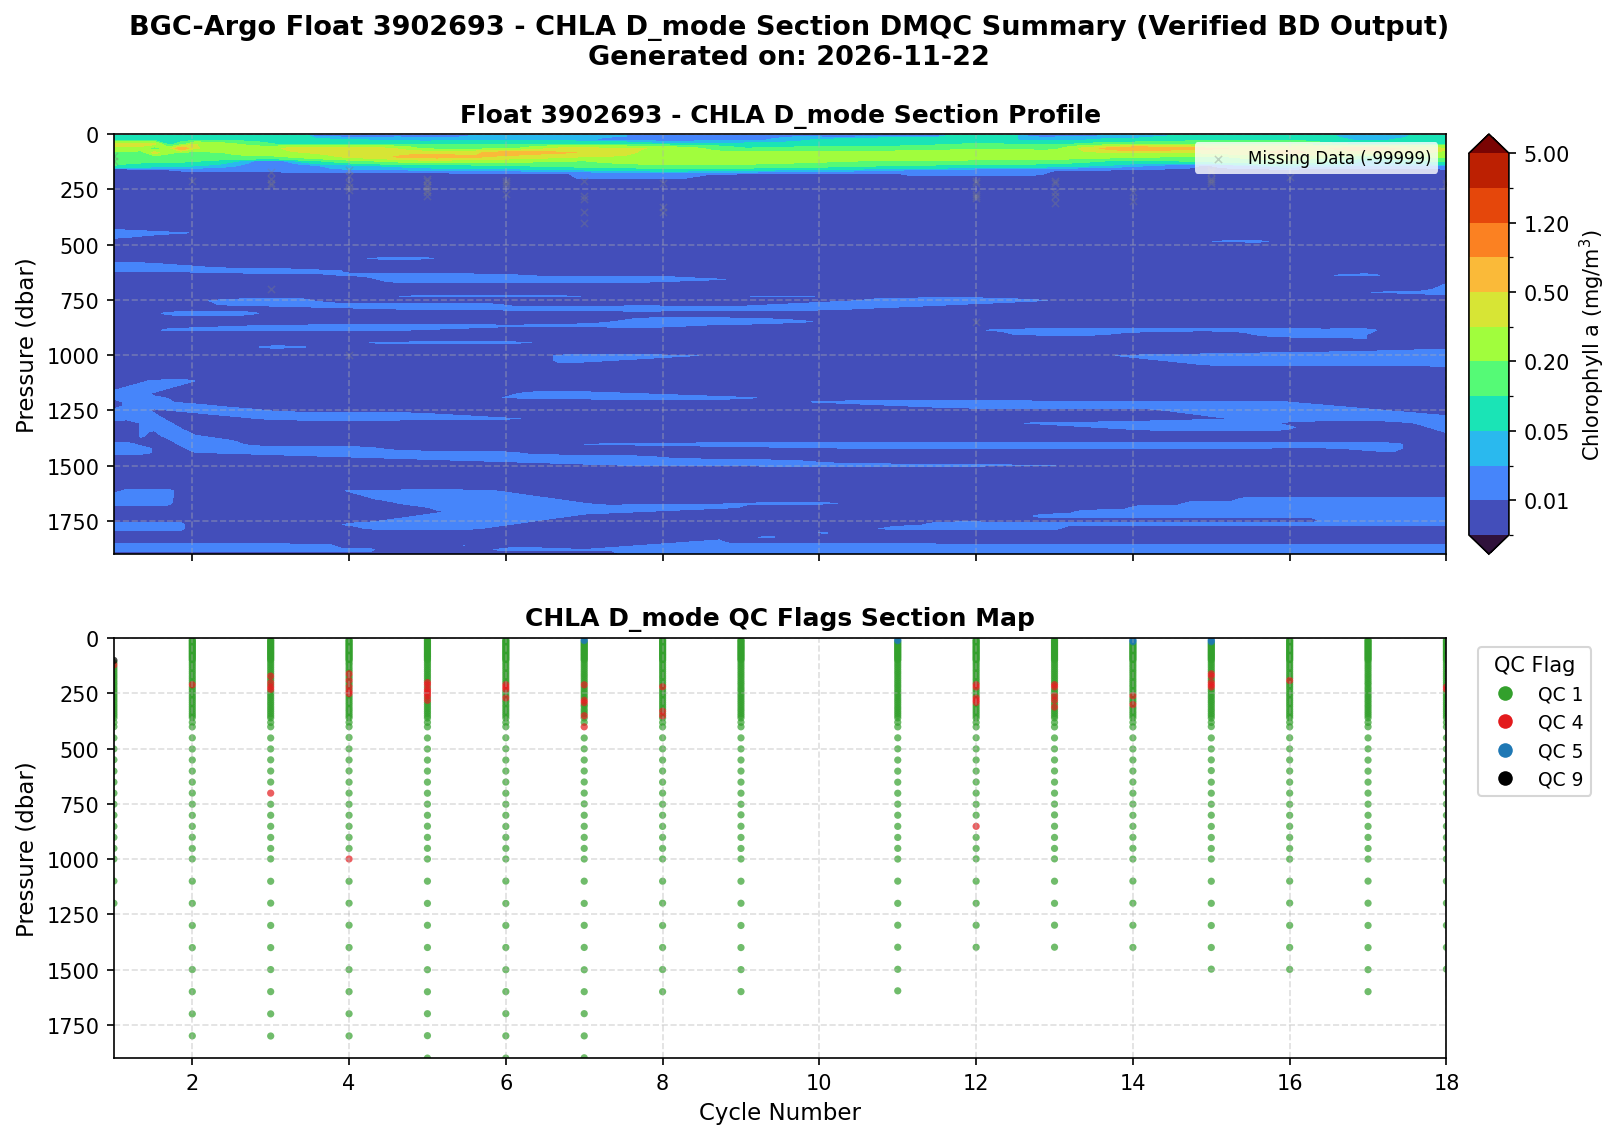 BGC-Argo Float 3902693 - CHLA D_mode Section DMQC Summary (Verified BD Output)
Generated on: 2026-11-22
Float 3902693 - CHLA D_mode Section Profile
Missing Data (-99999)
Pressure (dbar)
0
250
500
750
1000
1250
1500
1750
5.00
1.20
0.50
0.20
0.05
0.01
Chlorophyll a (mg/m³)
CHLA D_mode QC Flags Section Map
Pressure (dbar)
0
250
500
750
1000
1250
1500
1750
QC Flag
QC 1
QC 4
QC 5
QC 9
2 4 6 8 10 12 14 16 18
Cycle Number